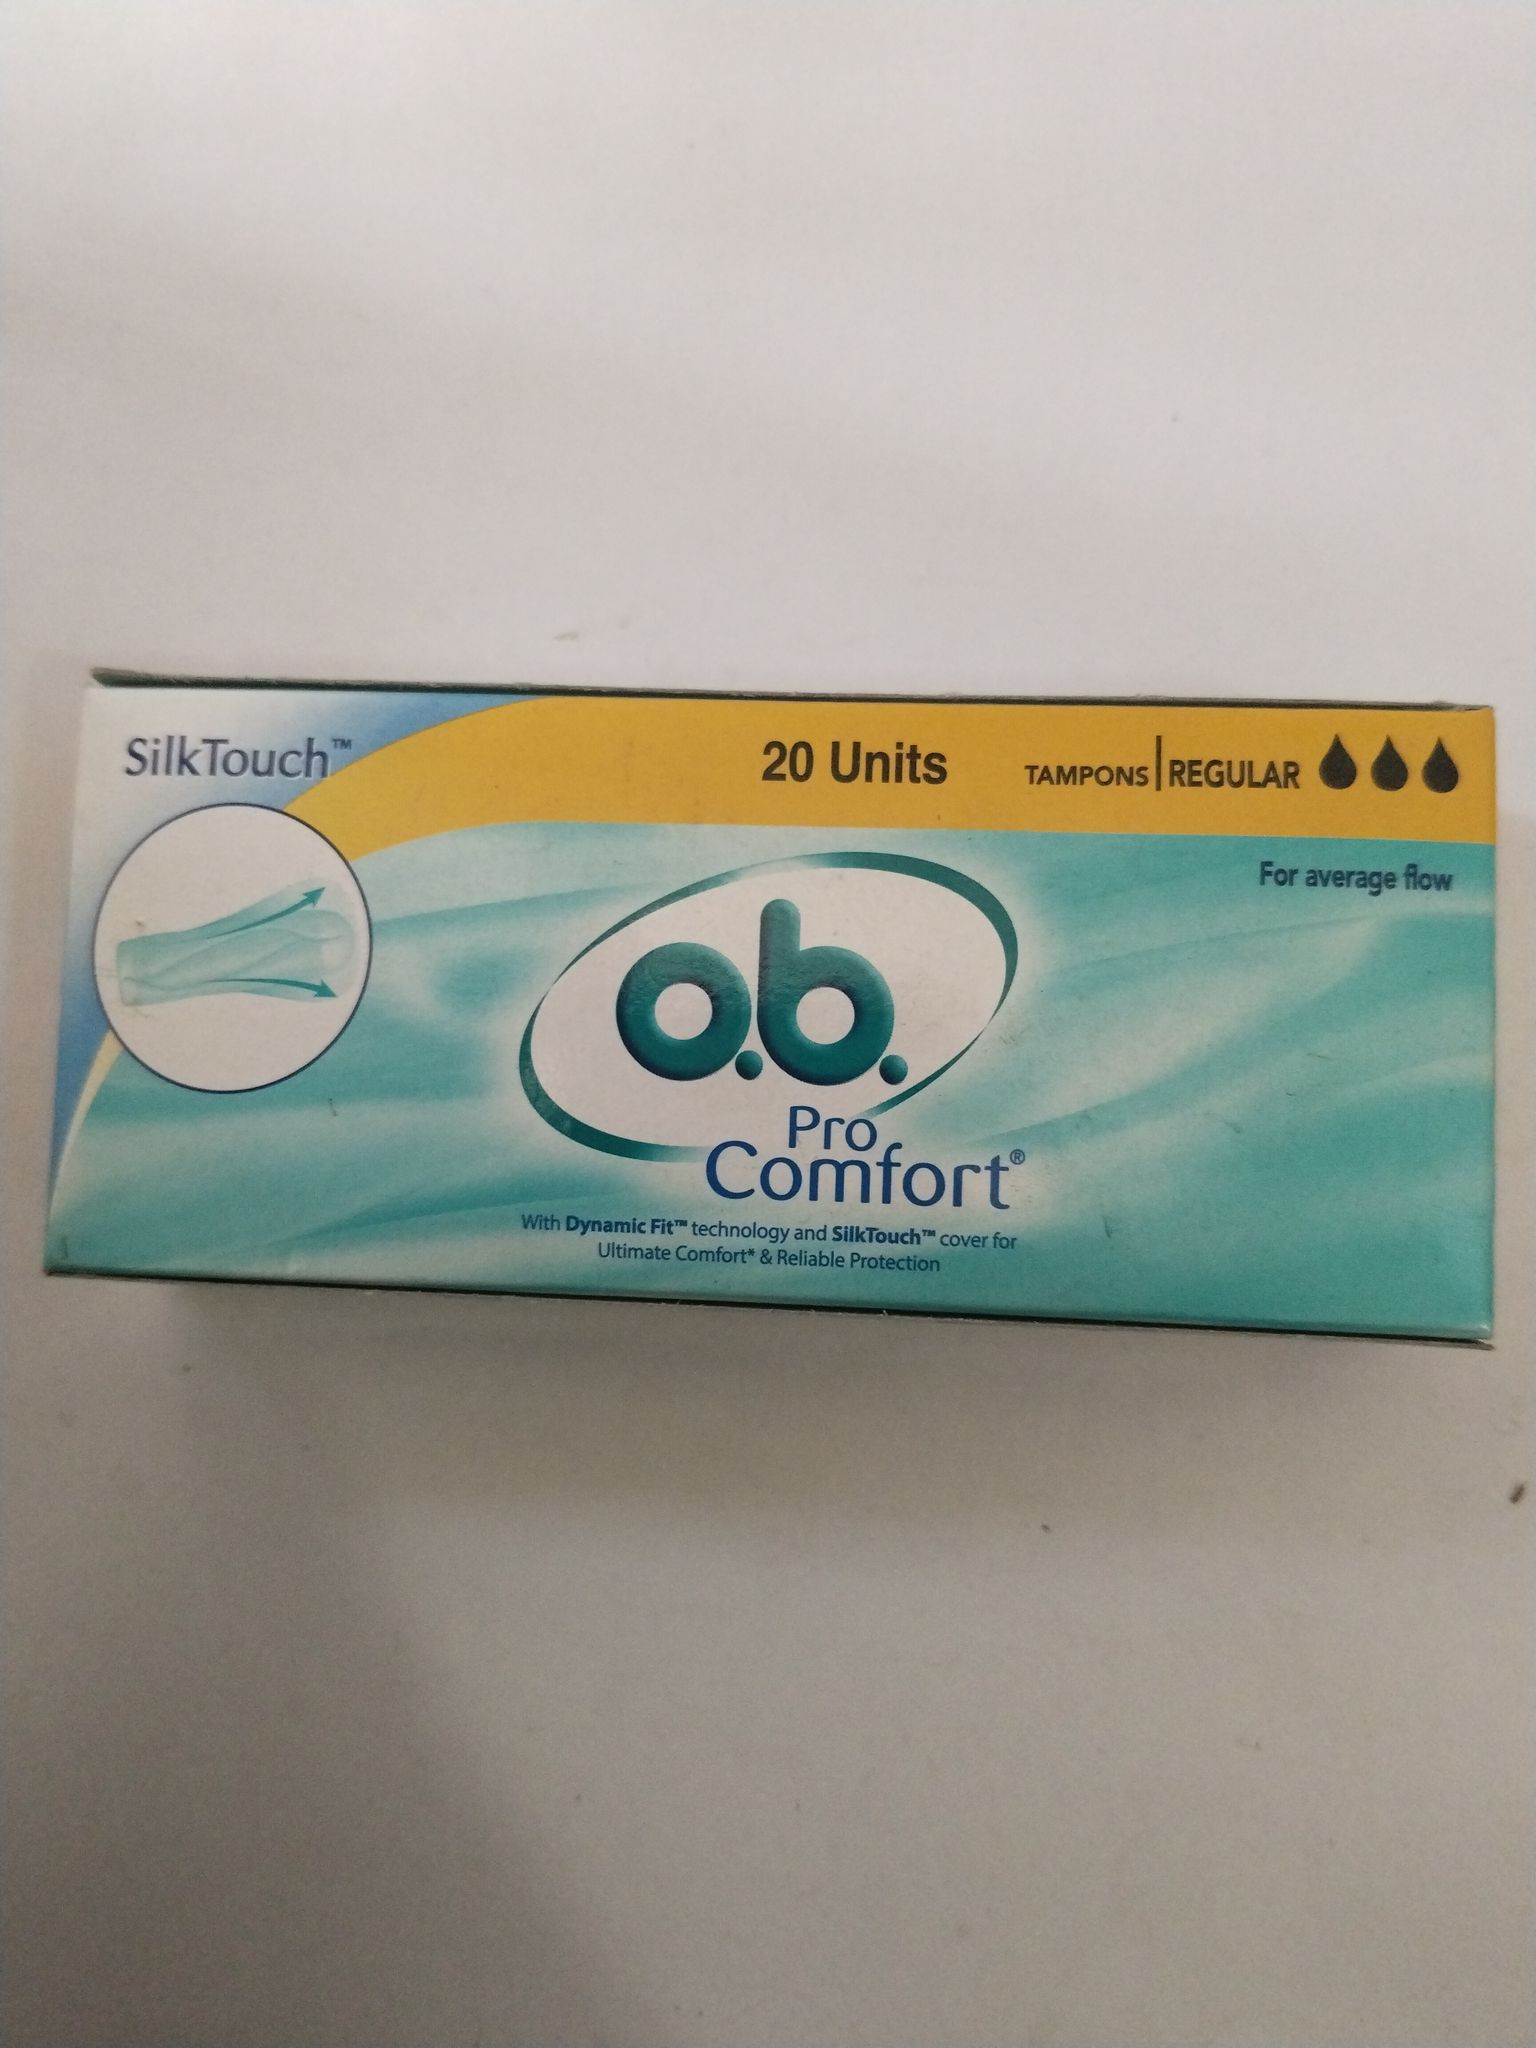 SilkTouch™
20 Units
TAMPONS | REGULAR
For average flow
o.b.
Pro
Comfort®
With Dynamic Fit™ technology and SilkTouch™ cover for
Ultimate Comfort* & Reliable Protection